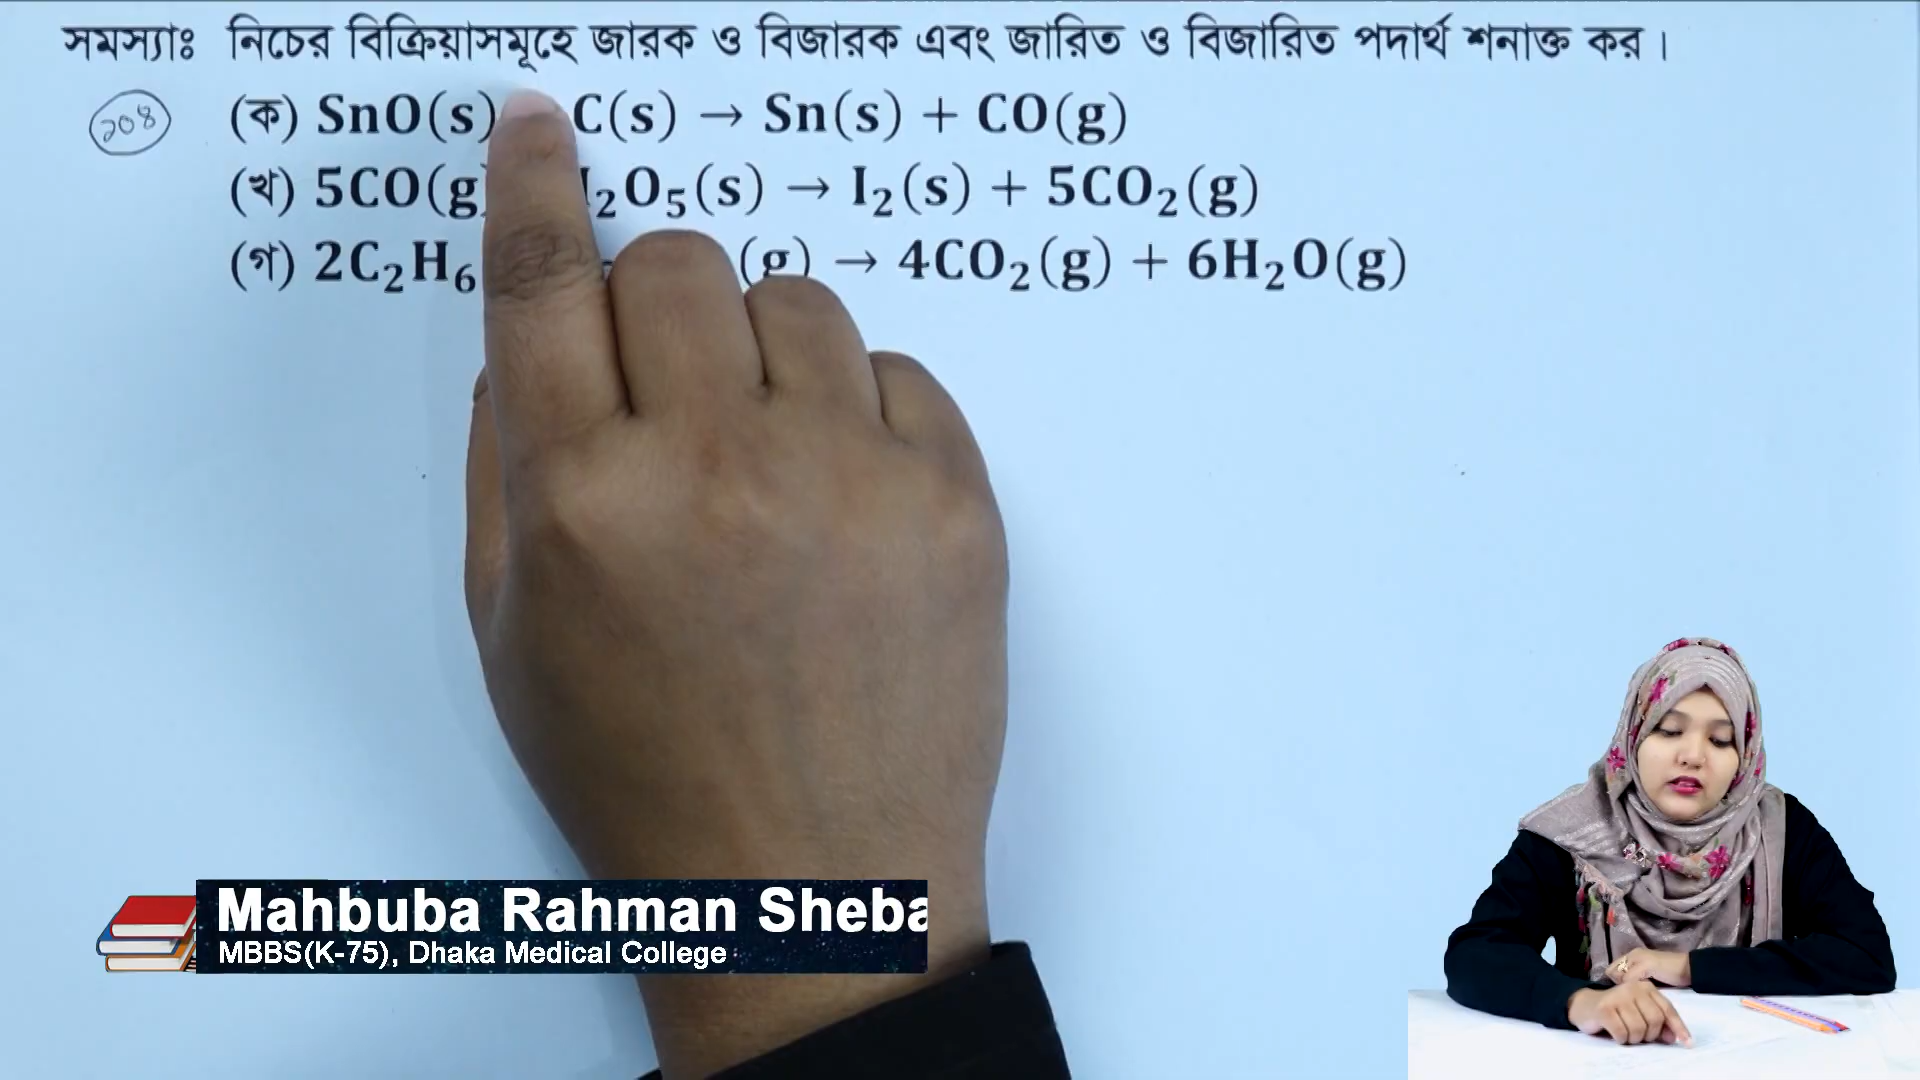 সমস্যাঃ নিচের বিক্রিয়াসমূহে জারক ও বিজারক এবং জারিত ও বিজারিত পদার্থ শনাক্ত কর।
২০৪ (ক) SnO(s) C(s) → Sn(s) + CO(g)
(খ) 5CO(g) I₂O₅(s) → I₂(s) + 5CO₂(g)
(গ) 2C₂H₆ (g) → 4CO₂(g) + 6H₂O(g)
Mahbuba Rahman Sheba
MBBS(K-75), Dhaka Medical College